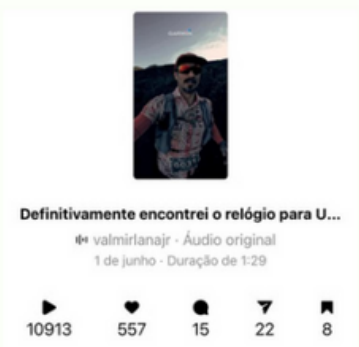 Definitivamente encontrei o relógio para U...
valmirlanajr · Áudio original
1 de junho · Duração de 1:29
10913 557 15 22 8